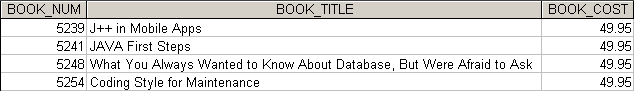 BOOK_NUM BOOK_TITLE BOOK_COST
5239 J++ in Mobile Apps 49.95
5241 JAVA First Steps 49.95
5248 What You Always Wanted to Know About Database, But Were Afraid to Ask 49.95
5254 Coding Style for Maintenance 49.95